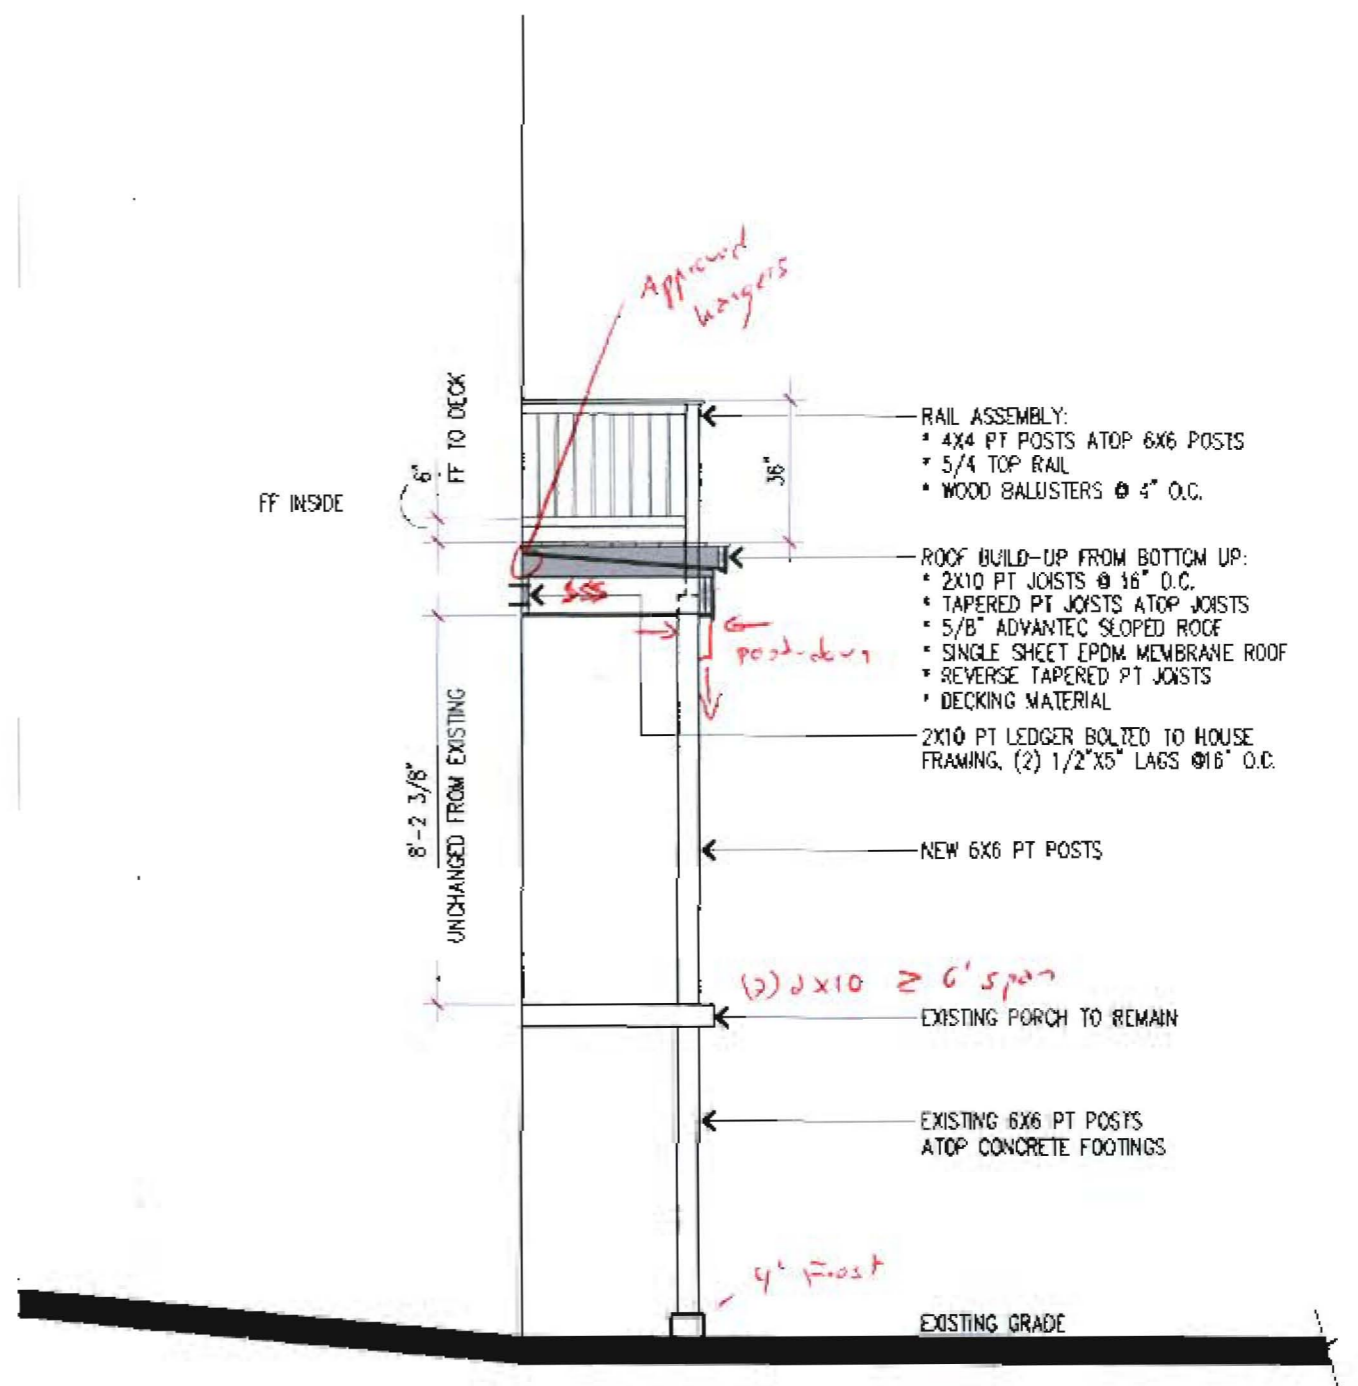 Approved
hangers
FF TO DECK
6"
FF INSIDE
36"
RAIL ASSEMBLY:
* 4X4 PT POSTS ATOP 6X6 POSTS
* 5/4 TOP RAIL
* WOOD BALUSTERS @ 4" O.C.
ROOF BUILD-UP FROM BOTTOM UP:
* 2X10 PT JOISTS @ 16" O.C.
* TAPERED PT JOISTS ATOP JOISTS
* 5/8" ADVANTEC SLOPED ROOF
* SINGLE SHEET EPDM MEMBRANE ROOF
* REVERSE TAPERED PT JOISTS
* DECKING MATERIAL
post-down
2X10 PT LEDGER BOLTED TO HOUSE
FRAMING, (2) 1/2"X5" LAGS @16" O.C.
8'-2 3/8"
UNCHANGED FROM EXISTING
NEW 6X6 PT POSTS
(2) 2x10 ≥ 6' span
EXISTING PORCH TO REMAIN
EXISTING 6X6 PT POSTS
ATOP CONCRETE FOOTINGS
4' Frost
EXISTING GRADE